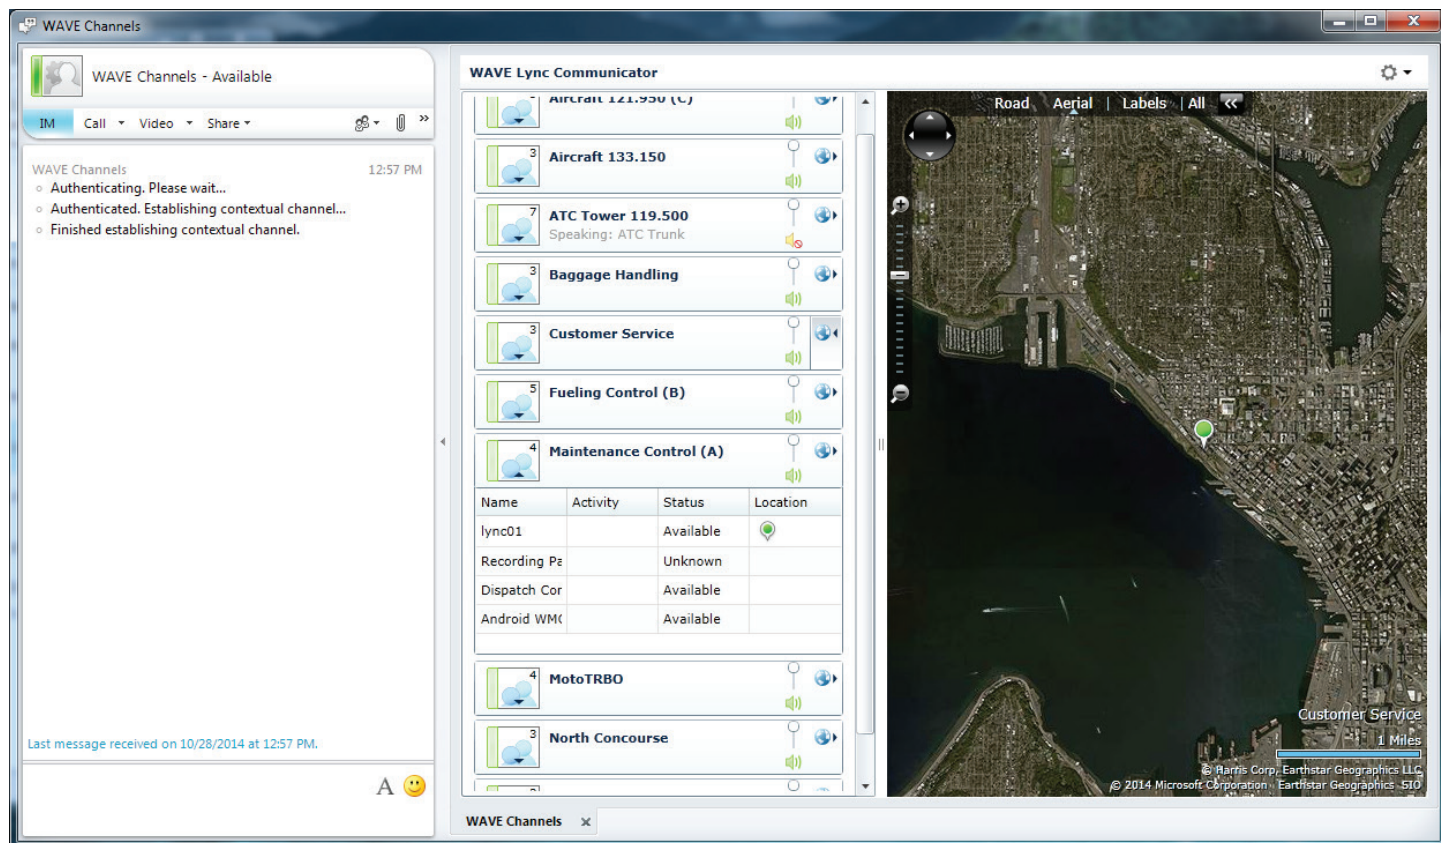 WAVE Channels
WAVE Channels - Available
IM Call Video Share
WAVE Channels 12:57 PM
Authenticating. Please wait...
Authenticated. Establishing contextual channel...
Finished establishing contextual channel.
Last message received on 10/28/2014 at 12:57 PM.
A
WAVE Lync Communicator
Aircraft 121.950 (C)
3 Aircraft 133.150
7 ATC Tower 119.500
Speaking: ATC Trunk
3 Baggage Handling
3 Customer Service
5 Fueling Control (B)
4 Maintenance Control (A)
Name Activity Status Location
lync01 Available
Recording Pa Unknown
Dispatch Cor Available
Android WM Available
4 MotoTRBO
3 North Concourse
Road Aerial | Labels | All
Customer Service
1 Miles
© Harris Corp, Earthstar Geographics LLC
© 2014 Microsoft Corporation Earthstar Geographics SIO
WAVE Channels